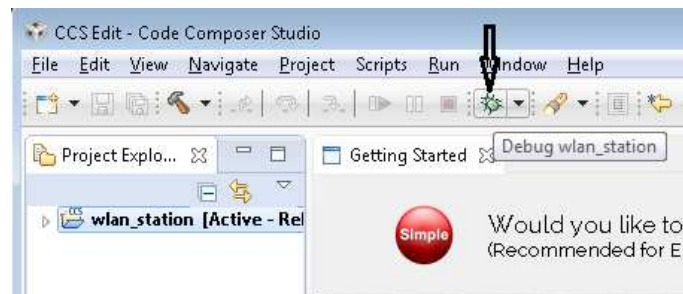 CCS Edit - Code Composer Studio
File Edit View Navigate Project Scripts Run Window Help
Project Explo...
Getting Started
Debug wlan_station
wlan_station [Active - Rel
Simple
Would you like to
(Recommended for E